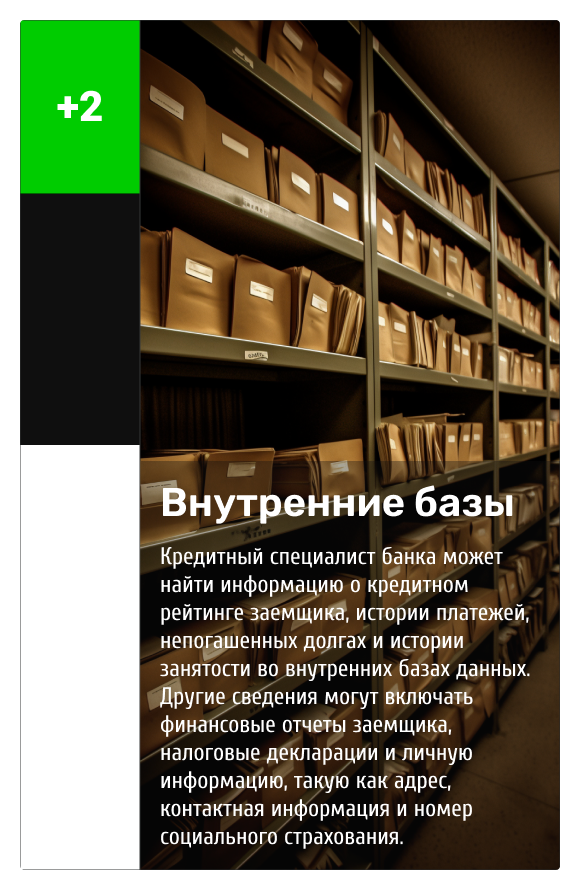 +2
Внутренние базы
Кредитный специалист банка может
найти информацию о кредитном
рейтинге заемщика, истории платежей,
непогашенных долгах и истории
занятости во внутренних базах данных.
Другие сведения могут включать
финансовые отчеты заемщика,
налоговые декларации и личную
информацию, такую как адрес,
контактная информация и номер
социального страхования.